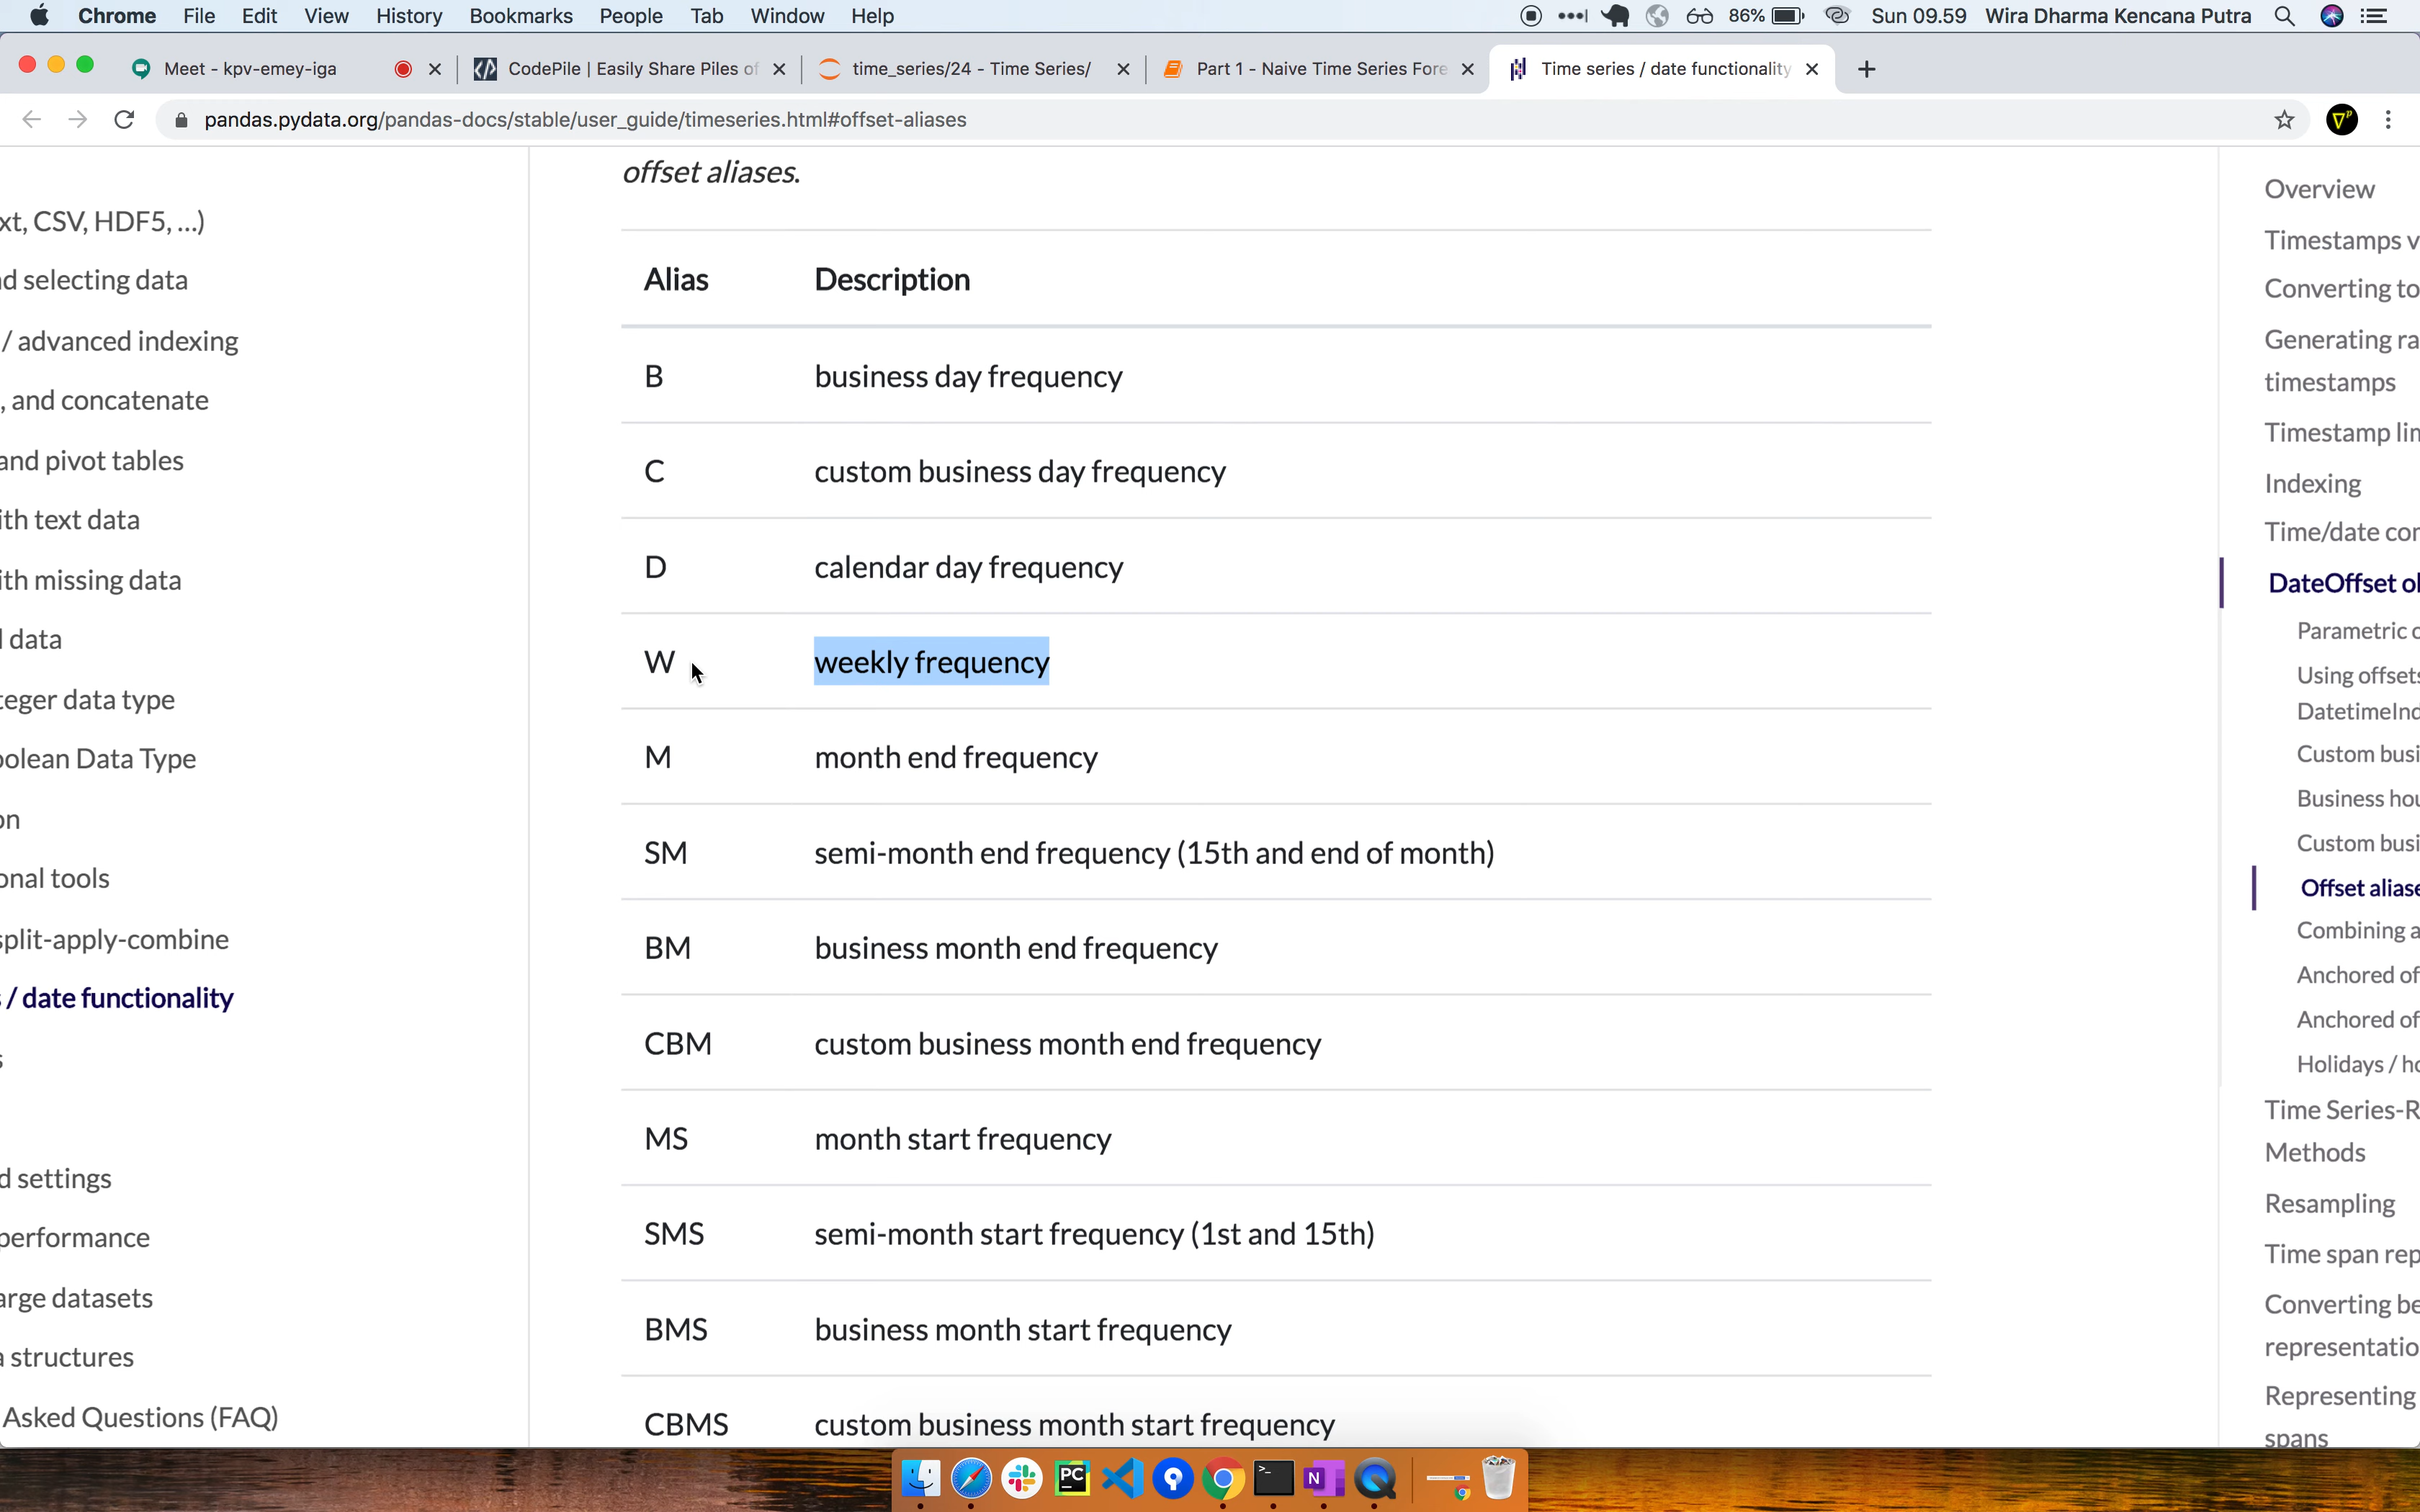 Chrome File Edit View History Bookmarks People Tab Window Help 86% Sun 09.59 Wira Dharma Kencana Putra
Meet - kpv-emey-iga
CodePile | Easily Share Piles of
time_series/24 - Time Series/
Part 1 - Naive Time Series Fore
Time series / date functionality
pandas.pydata.org/pandas-docs/stable/user_guide/timeseries.html#offset-aliases
xt, CSV, HDF5, ...)
d selecting data
/ advanced indexing
, and concatenate
and pivot tables
ith text data
ith missing data
l data
teger data type
oolean Data Type
on
onal tools
split-apply-combine
s / date functionality
s
d settings
performance
arge datasets
a structures
Asked Questions (FAQ)
offset aliases.
Alias Description
B business day frequency
C custom business day frequency
D calendar day frequency
W weekly frequency
M month end frequency
SM semi-month end frequency (15th and end of month)
BM business month end frequency
CBM custom business month end frequency
MS month start frequency
SMS semi-month start frequency (1st and 15th)
BMS business month start frequency
CBMS custom business month start frequency
Overview
Timestamps v
Converting to
Generating ra
timestamps
Timestamp lim
Indexing
Time/date cor
DateOffset ob
Parametric o
Using offsets
DatetimeInd
Custom busi
Business hou
Custom busi
Offset aliase
Combining a
Anchored of
Anchored of
Holidays / ho
Time Series-R
Methods
Resampling
Time span rep
Converting be
representatio
Representing
spans
PC
N